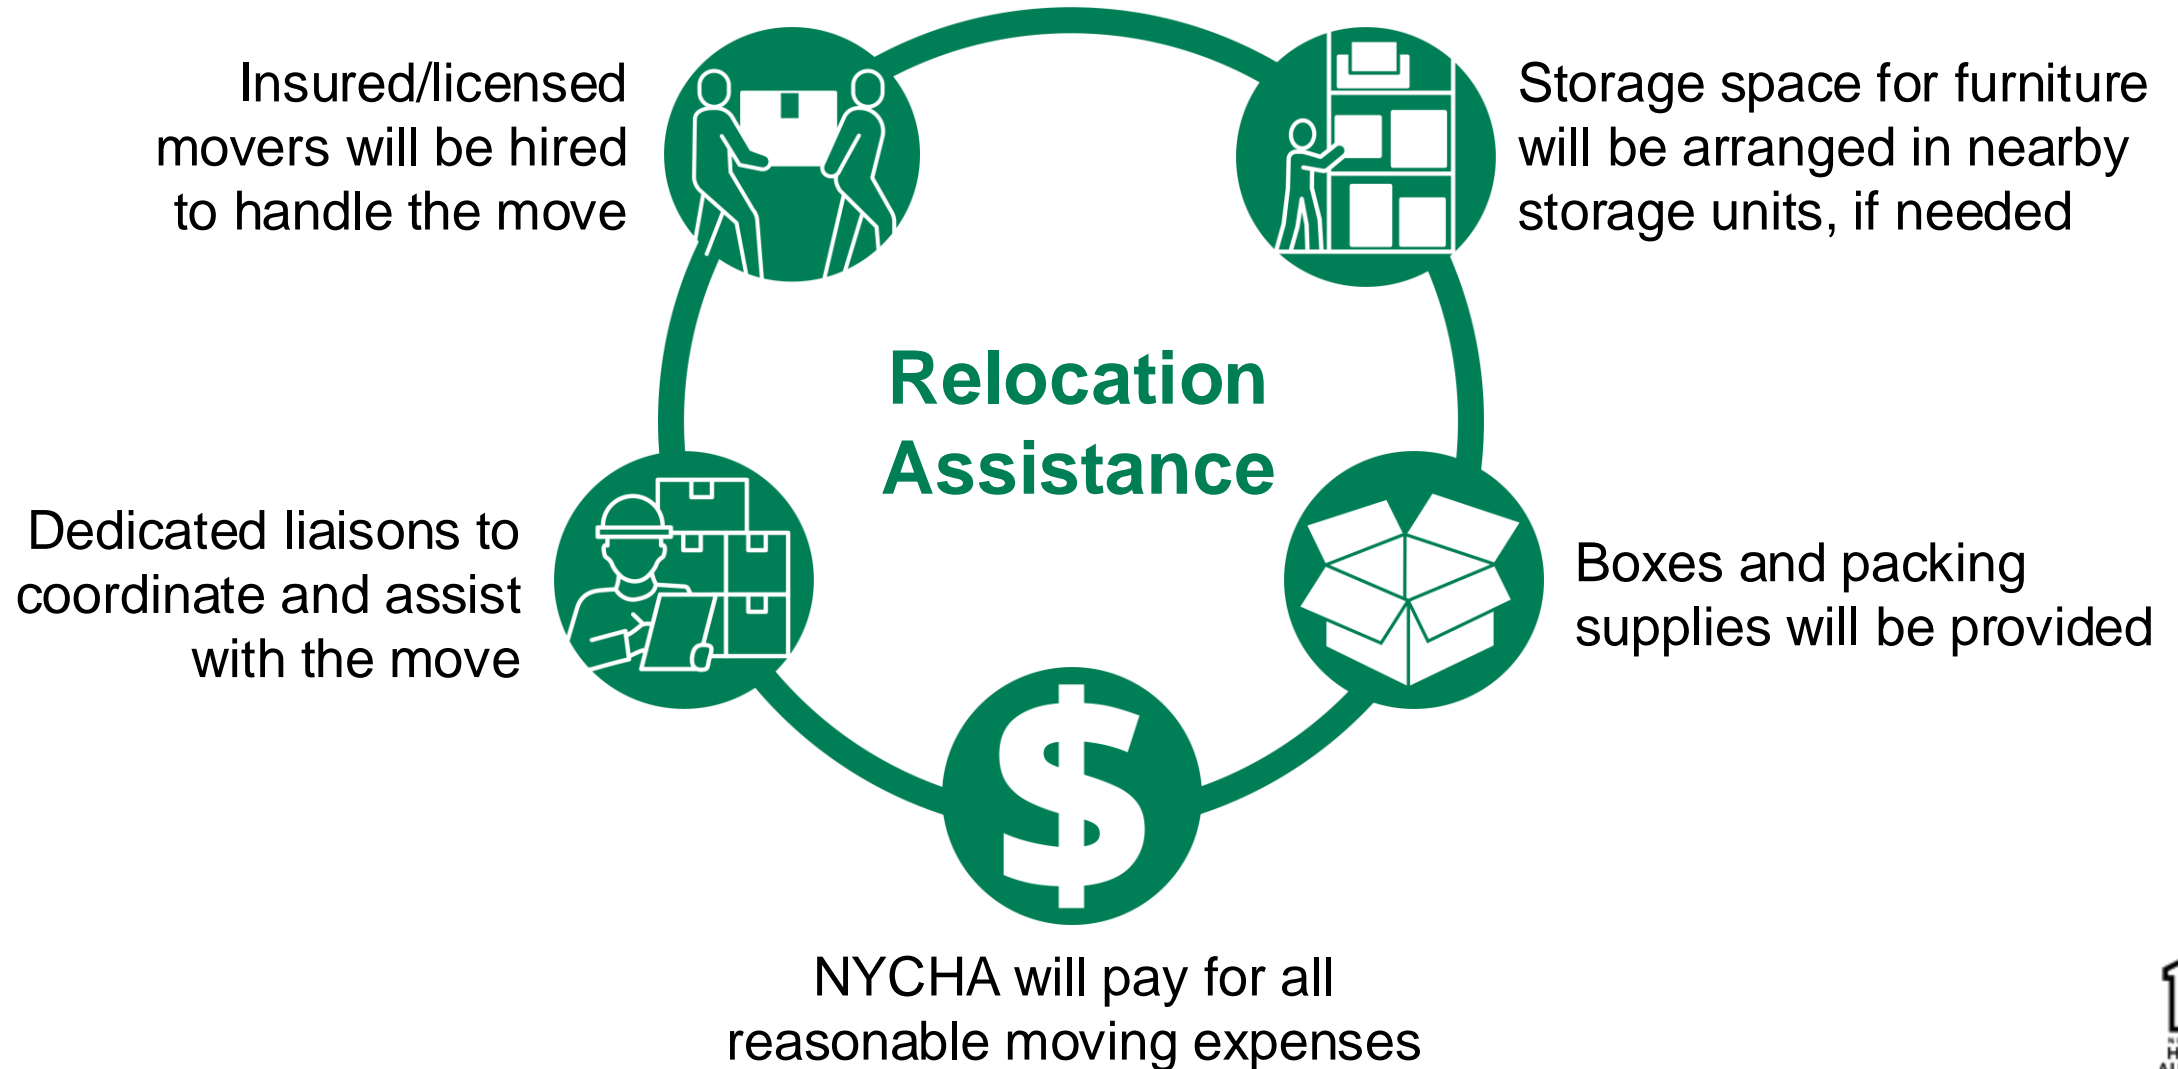 Insured/licensed
movers will be hired
to handle the move
Storage space for furniture
will be arranged in nearby
storage units, if needed
Relocation
Assistance
Dedicated liaisons to
coordinate and assist
with the move
Boxes and packing
supplies will be provided
$
NYCHA will pay for all
reasonable moving expenses